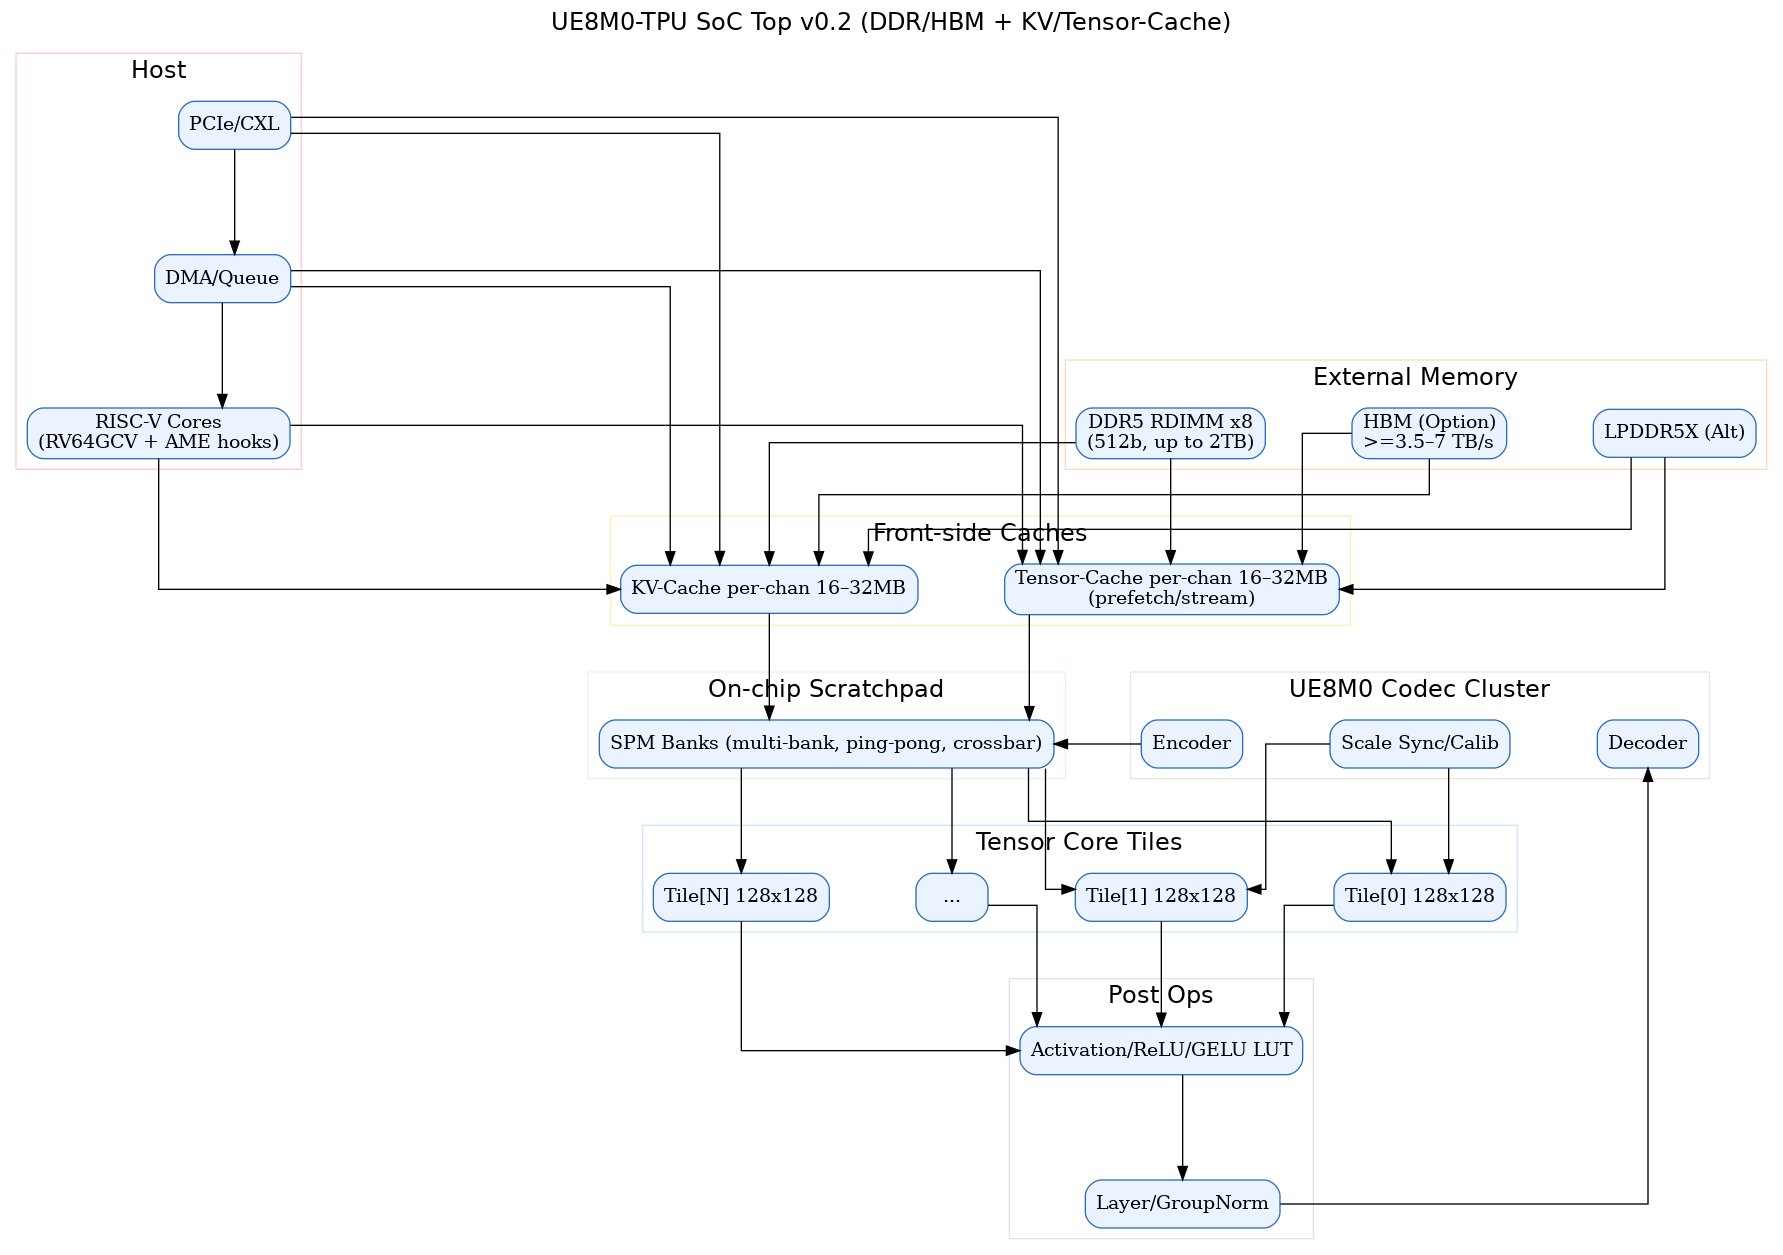 UE8M0-TPU SoC Top v0.2 (DDR/HBM + KV/Tensor-Cache)
Host
PCIe/CXL
DMA/Queue
RISC-V Cores
(RV64GCV + AME hooks)
External Memory
DDR5 RDIMM x8
(512b, up to 2TB)
HBM (Option)
>=3.5–7 TB/s
LPDDR5X (Alt)
Front-side Caches
KV-Cache per-chan 16–32MB
Tensor-Cache per-chan 16–32MB
(prefetch/stream)
On-chip Scratchpad
SPM Banks (multi-bank, ping-pong, crossbar)
UE8M0 Codec Cluster
Encoder
Scale Sync/Calib
Decoder
Tensor Core Tiles
Tile[N] 128x128
...
Tile[1] 128x128
Tile[0] 128x128
Post Ops
Activation/ReLU/GELU LUT
Layer/GroupNorm